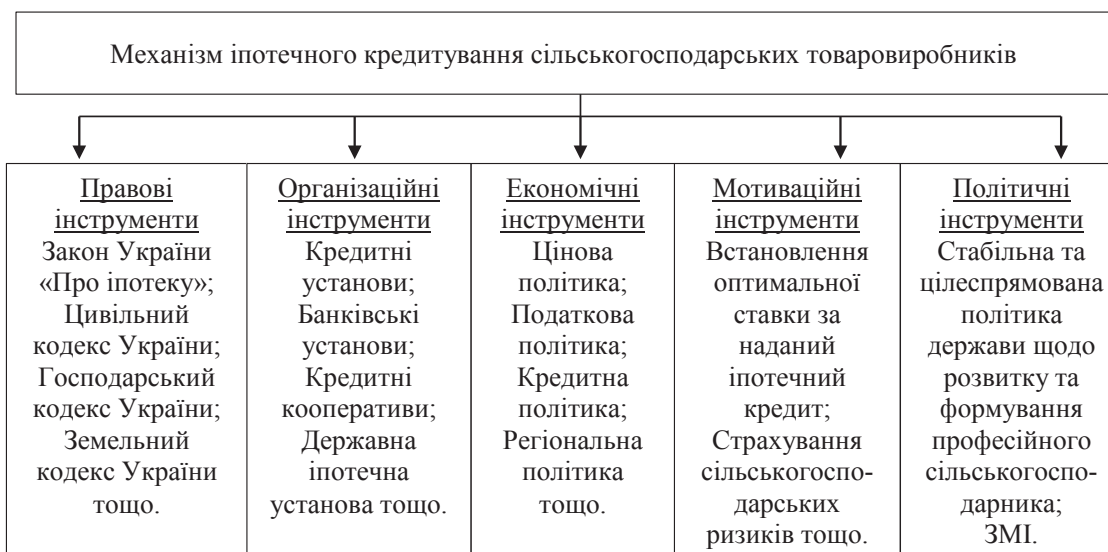 Механізм іпотечного кредитування сільськогосподарських товаровиробників
Правові
інструменти
Закон України
«Про іпотеку»;
Цивільний
кодекс України;
Господарський
кодекс України;
Земельний
кодекс України
тощо.
Організаційні
інструменти
Кредитні
установи;
Банківські
установи;
Кредитні
кооперативи;
Державна
іпотечна
установа тощо.
Економічні
інструменти
Цінова
політика;
Податкова
політика;
Кредитна
політика;
Регіональна
політика
тощо.
Мотиваційні
інструменти
Встановлення
оптимальної
ставки за
наданий
іпотечний
кредит;
Страхування
сільськогоспо-
дарських
ризиків тощо.
Політичні
інструменти
Стабільна та
цілеспрямована
політика
держави щодо
розвитку та
формування
професійного
сільськогоспо-
дарника;
ЗМІ.